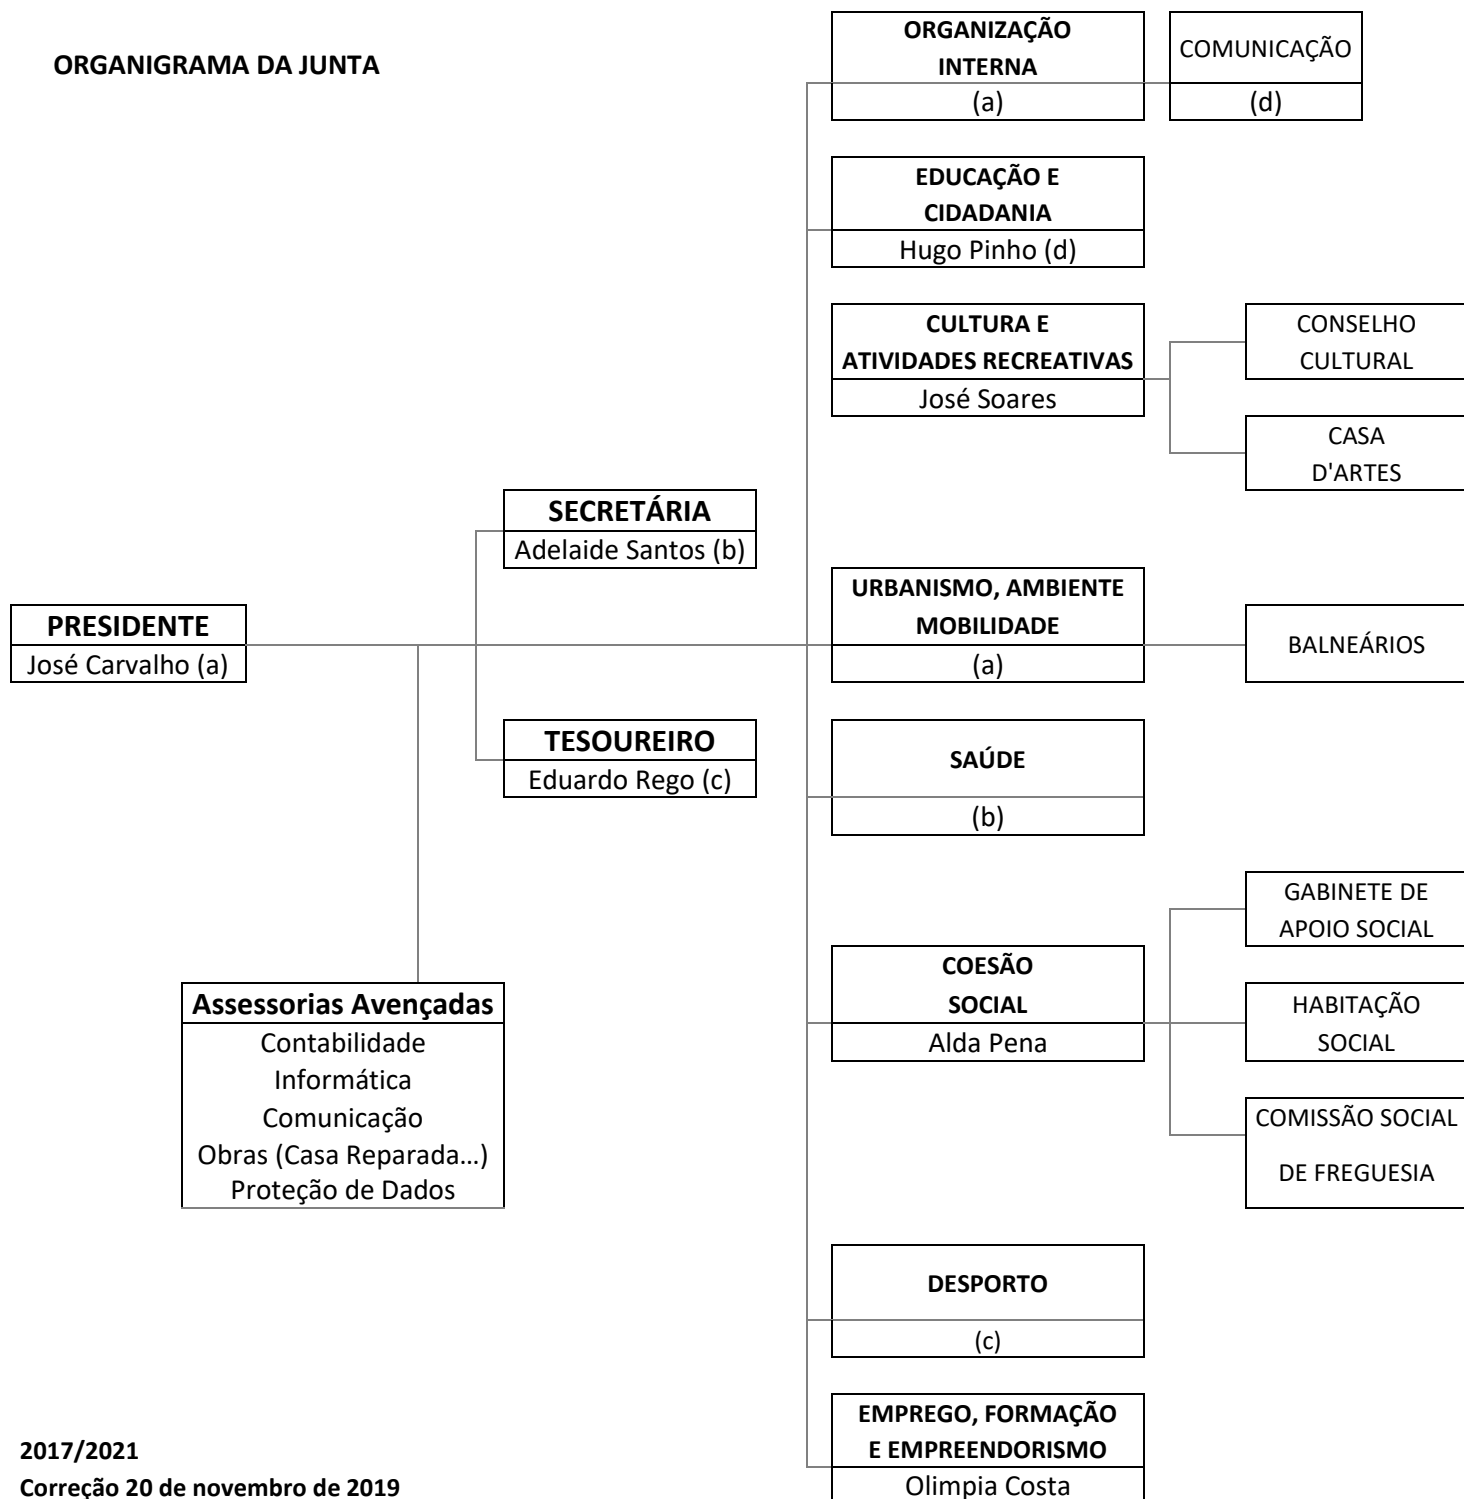 ORGANIGRAMA DA JUNTA
ORGANIZAÇÃO
INTERNA
(a)
COMUNICAÇÃO
(d)
EDUCAÇÃO E
CIDADANIA
Hugo Pinho (d)
CULTURA E
ATIVIDADES RECREATIVAS
José Soares
CONSELHO
CULTURAL
CASA
D'ARTES
SECRETÁRIA
Adelaide Santos (b)
PRESIDENTE
José Carvalho (a)
URBANISMO, AMBIENTE
MOBILIDADE
(a)
BALNEÁRIOS
TESOUREIRO
Eduardo Rego (c)
SAÚDE
(b)
Assessorias Avençadas
Contabilidade
Informática
Comunicação
Obras (Casa Reparada...)
Proteção de Dados
COESÃO
SOCIAL
Alda Pena
GABINETE DE
APOIO SOCIAL
HABITAÇÃO
SOCIAL
COMISSÃO SOCIAL
DE FREGUESIA
DESPORTO
(c)
EMPREGO, FORMAÇÃO
E EMPREENDORISMO
Olimpia Costa
2017/2021
Correção 20 de novembro de 2019